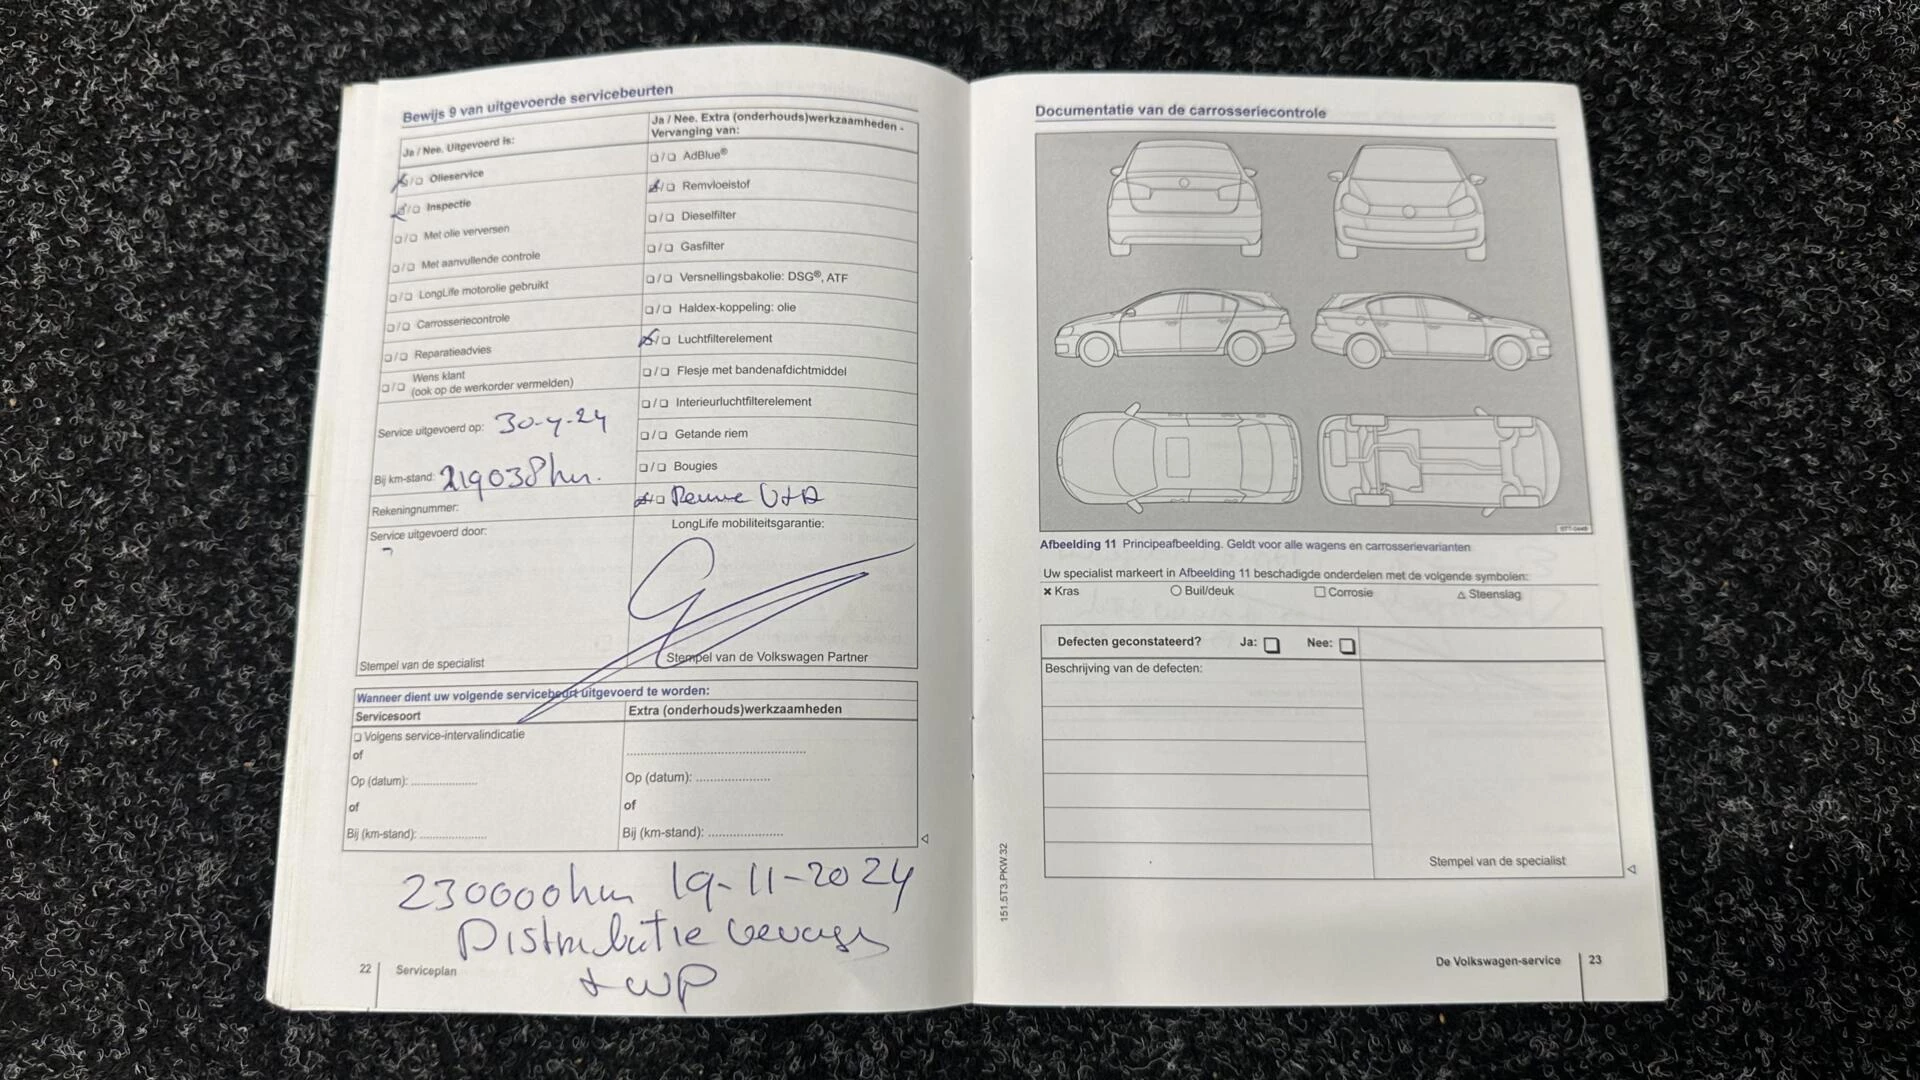 Bewijs 9 van uitgevoerde servicebeurten
Ja / Nee. Uitgevoerd is:
❏/❏ Olieservice
❏/❏ Inspectie
❏/❏ Met olie verversen
❏/❏ Met aanvullende controle
❏/❏ LongLife motorolie gebruikt
❏/❏ Carrosseriecontrole
❏/❏ Reparatieadvies
❏/❏ Wens klant
(ook op de werkorder vermelden)
Service uitgevoerd op: 30-4-24
Bij km-stand: 219038km.
Rekeningnummer:
Service uitgevoerd door:
Stempel van de specialist
Ja / Nee. Extra (onderhouds)werkzaamheden -
Vervanging van:
❏/❏ AdBlue®
❏/❏ Remvloeistof
❏/❏ Dieselfilter
❏/❏ Gasfilter
❏/❏ Versnellingsbakolie: DSG®, ATF
❏/❏ Haldex-koppeling: olie
❏/❏ Luchtfilterelement
❏/❏ Flesje met bandenafdichtmiddel
❏/❏ Interieurluchtfilterelement
❏/❏ Getande riem
❏/❏ Bougies
❏/❏ Remme V+A
LongLife mobiliteitsgarantie:
Stempel van de Volkswagen Partner
Wanneer dient uw volgende servicebeurt uitgevoerd te worden:
Servicesoort
❏ Volgens service-intervalindicatie
of
Op (datum): ....................
of
Bij (km-stand): ....................
Extra (onderhouds)werkzaamheden
....................
Op (datum): ....................
of
Bij (km-stand): ....................
230000km 19-11-2024
Distributie
+ WP
22 Serviceplan
Documentatie van de carrosseriecontrole
Afbeelding 11 Principeafbeelding. Geldt voor alle wagens en carrosserievarianten
Uw specialist markeert in Afbeelding 11 beschadigde onderdelen met de volgende symbolen:
× Kras ○ Buil/deuk □ Corrosie △ Steenslag
Defecten geconstateerd? Ja: ❏ Nee: ❏
Beschrijving van de defecten:
Stempel van de specialist
151.5T3.PKW.32
De Volkswagen-service 23